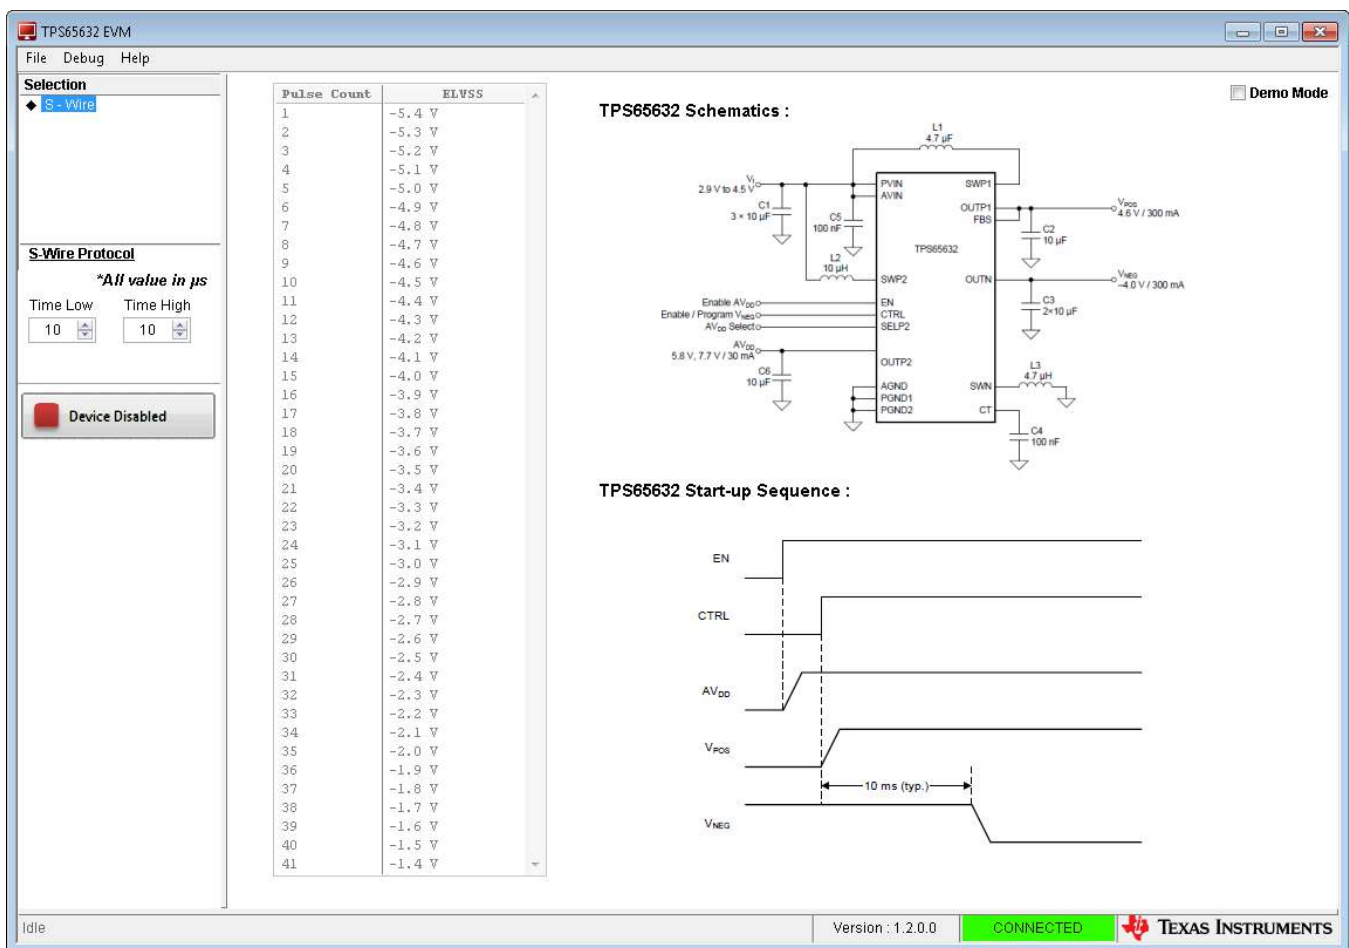 TPS65632 EVM
File Debug Help
Selection
S - Wire
S-Wire Protocol
*All value in µs
Time Low Time High
10 10
Device Disabled
Pulse Count ELVSS
1 -5.4 V
2 -5.3 V
3 -5.2 V
4 -5.1 V
5 -5.0 V
6 -4.9 V
7 -4.8 V
8 -4.7 V
9 -4.6 V
10 -4.5 V
11 -4.4 V
12 -4.3 V
13 -4.2 V
14 -4.1 V
15 -4.0 V
16 -3.9 V
17 -3.8 V
18 -3.7 V
19 -3.6 V
20 -3.5 V
21 -3.4 V
22 -3.3 V
23 -3.2 V
24 -3.1 V
25 -3.0 V
26 -2.9 V
27 -2.8 V
28 -2.7 V
29 -2.6 V
30 -2.5 V
31 -2.4 V
32 -2.3 V
33 -2.2 V
34 -2.1 V
35 -2.0 V
36 -1.9 V
37 -1.8 V
38 -1.7 V
39 -1.6 V
40 -1.5 V
41 -1.4 V
Demo Mode
TPS65632 Schematics :
L1
4.7 µF
VI
2.9 V to 4.5 V
C1
3 × 10 µF
C5
100 nF
L2
10 µH
PVIN
AVIN
SWP1
OUTP1
FBS
TPS65632
SWP2
OUTN
EN
CTRL
SELP2
OUTP2
AGND
PGND1
PGND2
SWN
CT
VPOS
4.6 V / 300 mA
C2
10 µF
VNEG
–4.0 V / 300 mA
C3
2×10 µF
Enable AVDD
Enable / Program VNEG
AVDD Select
AVDD
5.8 V, 7.7 V / 30 mA
C6
10 µF
L3
4.7 µH
C4
100 nF
TPS65632 Start-up Sequence :
EN
CTRL
AVDD
VPOS
10 ms (typ.)
VNEG
Idle
Version : 1.2.0.0
CONNECTED
TEXAS INSTRUMENTS